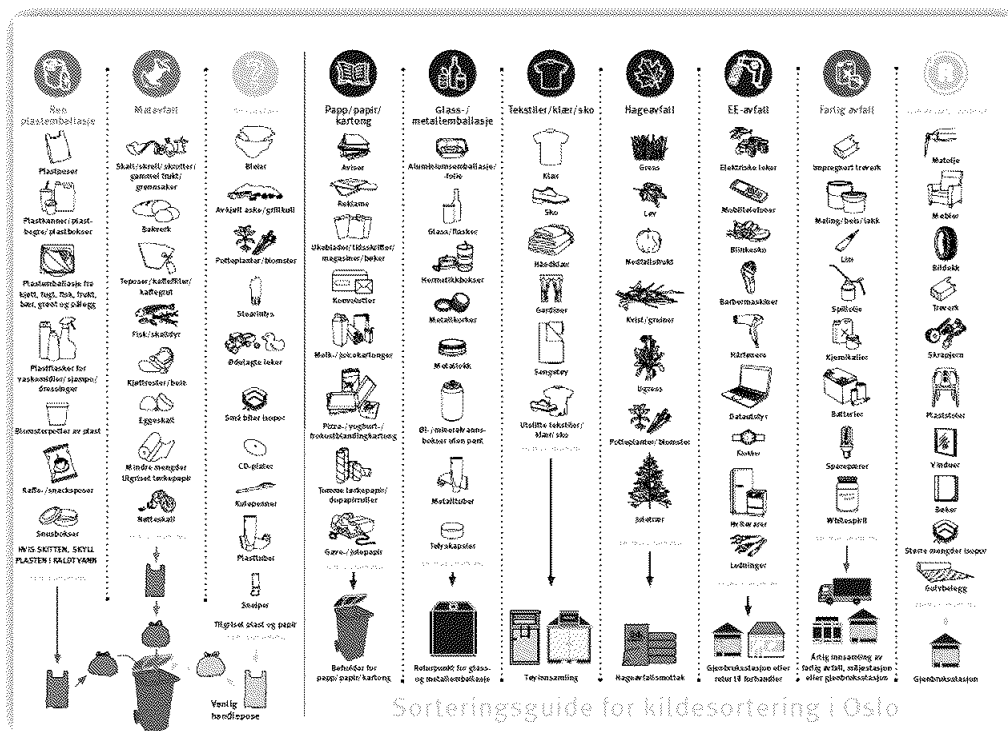 Ren
plastemballasje
Plastposer
Plastkanner/plast-
begre/plastbokser
Plastemballasje fra
kjøtt, fugl, fisk, frukt,
bær, grønt og pålegg
Plastflasker for
vaskemidler/sjampo/
dressinger
Blomsterpotter av plast
Kaffe-/snacksposer
Snusbokser
HVIS SKITTEN, SKYLL
PLASTEN I KALDT VANN
Matavfall
Skall/skrell/skrotter/
gammel frukt/
grønnsaker
Bakverk
Teposer/kaffefilter/
kaffegrut
Fisk/skalldyr
Kjøttrester/bein
Eggeskall
Mindre mengder
tilgriset tørkepapir
Nøtteskall
?
Bleier
Avkjølt aske/grillkull
Potteplanter/blomster
Stearinlys
Ødelagte leker
Små biter isopor
CD-plater
Kulepenner
Plasttuber
Sneiper
Tilgriset plast og papir
Vanlig
handlepose
Papp/papir/
kartong
Aviser
Reklame
Ukeblader/tidsskrifter/
magasiner/bøker
Konvolutter
Melk-/juicekartonger
Pizza-/yoghurt-/
frokostblandingkartong
Tomme tørkepapir/
dopapirruller
Gave-/julepapir
Beholder for
papp/papir/kartong
Glass-/
metallemballasje
Aluminiumsemballasje/
-folie
Glass/flasker
Hermetikkbokser
Metallkorker
Metallokk
Øl-/mineralvanns-
bokser uten pant
Metalltuber
Telyskapsler
Returpunkt for glass-
og metallemballasje
Tekstiler/klær/sko
Klær
Sko
Håndklær
Gardiner
Sengetøy
Utslitte tekstiler/
klær/sko
Tøyinnsamling
Hageavfall
Gress
Løv
Nedfallsfrukt
Kvist/greiner
Ugress
Potteplanter/blomster
Juletrær
Hageavfallsmottak
EE-avfall
Elektriske leker
Mobiltelefoner
Blinkesko
Barbermaskiner
Hårfønere
Datautstyr
Klokker
Hvitevarer
Ledninger
Gjenbruksstasjon eller
retur til forhandler
Farlig avfall
Impregnert trevirke
Maling/beis/lakk
Lim
Spillolje
Kjemikalier
Batterier
Sparepærer
Whitespirit
Årlig innsamling av
farlig avfall, miljøstasjon
eller gjenbruksstasjon
Matolje
Møbler
Bildekk
Treverk
Skrapjern
Plaststoler
Vinduer
Bøker
Større mengder isopor
Gulvbelegg
Gjenbruksstasjon
Sorteringsguide for kildesortering i Oslo